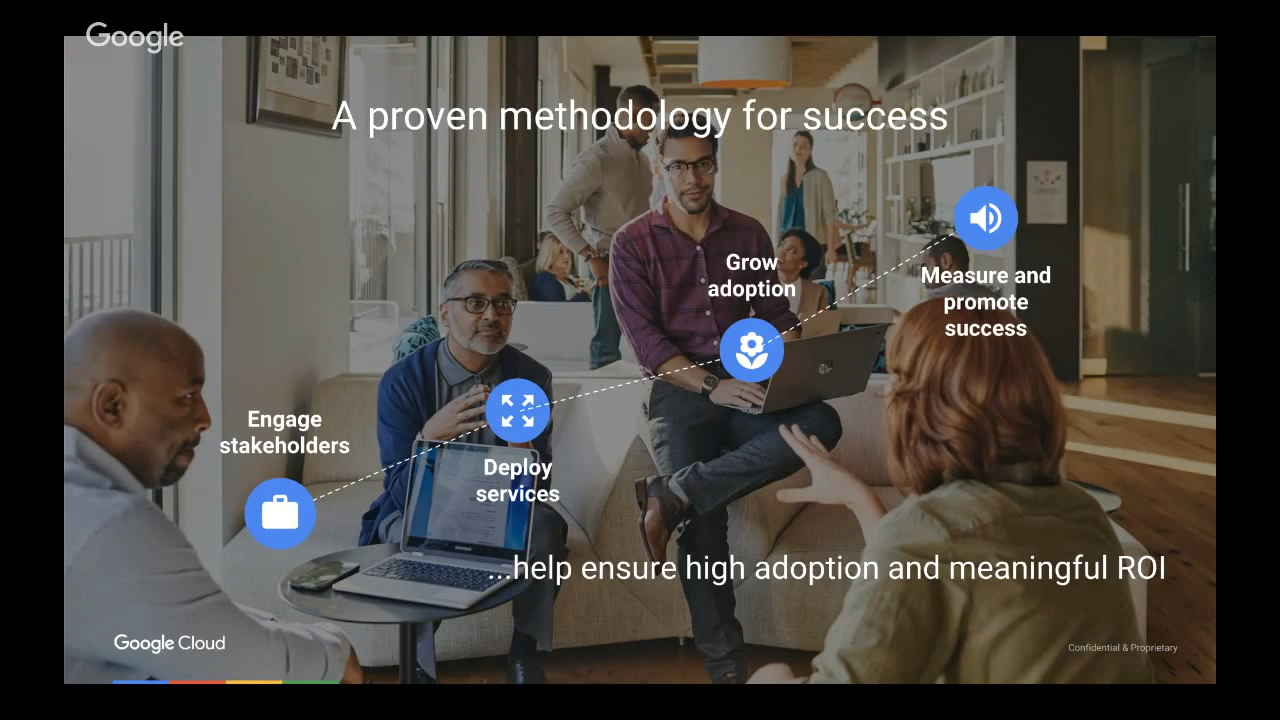 Google
A proven methodology for success
Grow
adoption
Measure and
promote
success
Engage
stakeholders
Deploy
services
...help ensure high adoption and meaningful ROI
Google Cloud
Confidential & Proprietary